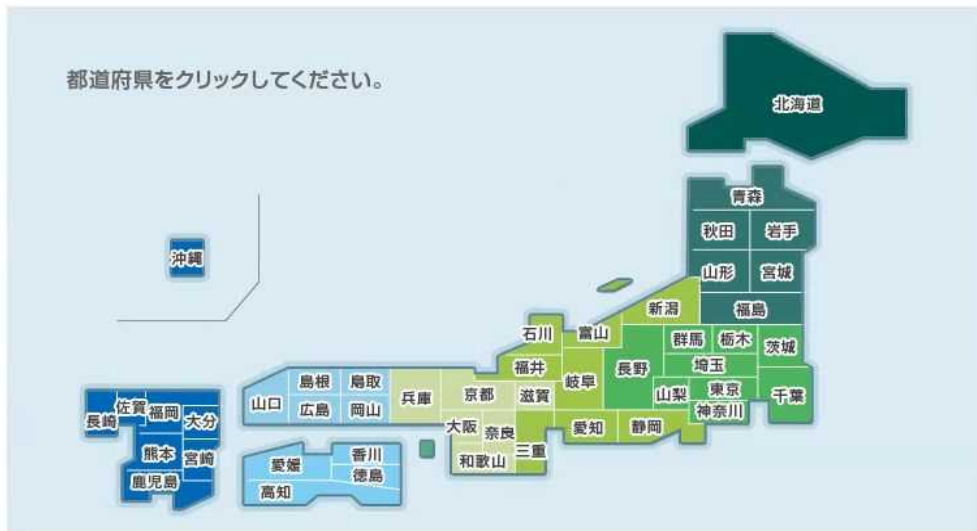 都道府県をクリックしてください。
北海道
青森
秋田
岩手
山形
宮城
福島
沖縄
新潟
石川
富山
福井
岐阜
長野
群馬
栃木
茨城
埼玉
山梨
東京
千葉
神奈川
愛知
静岡
三重
京都
滋賀
兵庫
大阪
奈良
和歌山
島根
鳥取
山口
広島
岡山
香川
愛媛
徳島
高知
福岡
佐賀
長崎
大分
熊本
宮崎
鹿児島